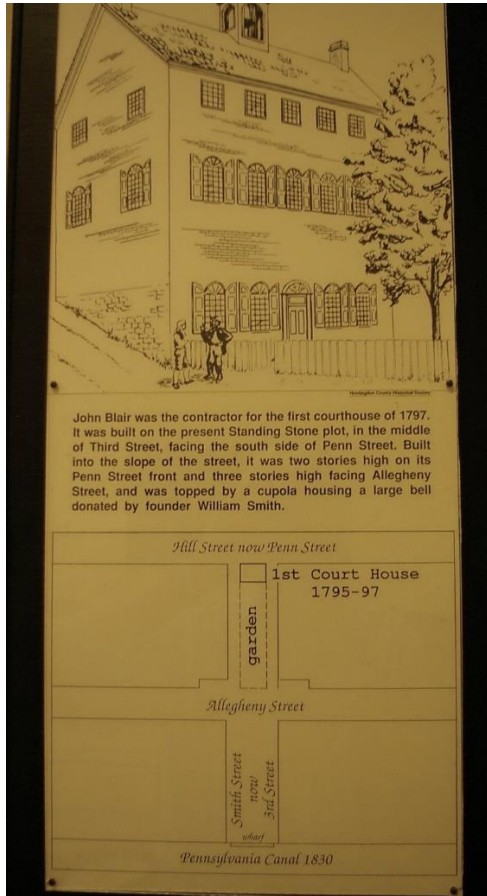 Huntingdon County Historical Society
John Blair was the contractor for the first courthouse of 1797.
It was built on the present Standing Stone plot, in the middle
of Third Street, facing the south side of Penn Street. Built
into the slope of the street, it was two stories high on its
Penn Street front and three stories high facing Allegheny
Street, and was topped by a cupola housing a large bell
donated by founder William Smith.
Hill Street now Penn Street
1st Court House
1795-97
garden
Allegheny Street
Smith Street
now
3rd Street
wharf
Pennsylvania Canal 1830